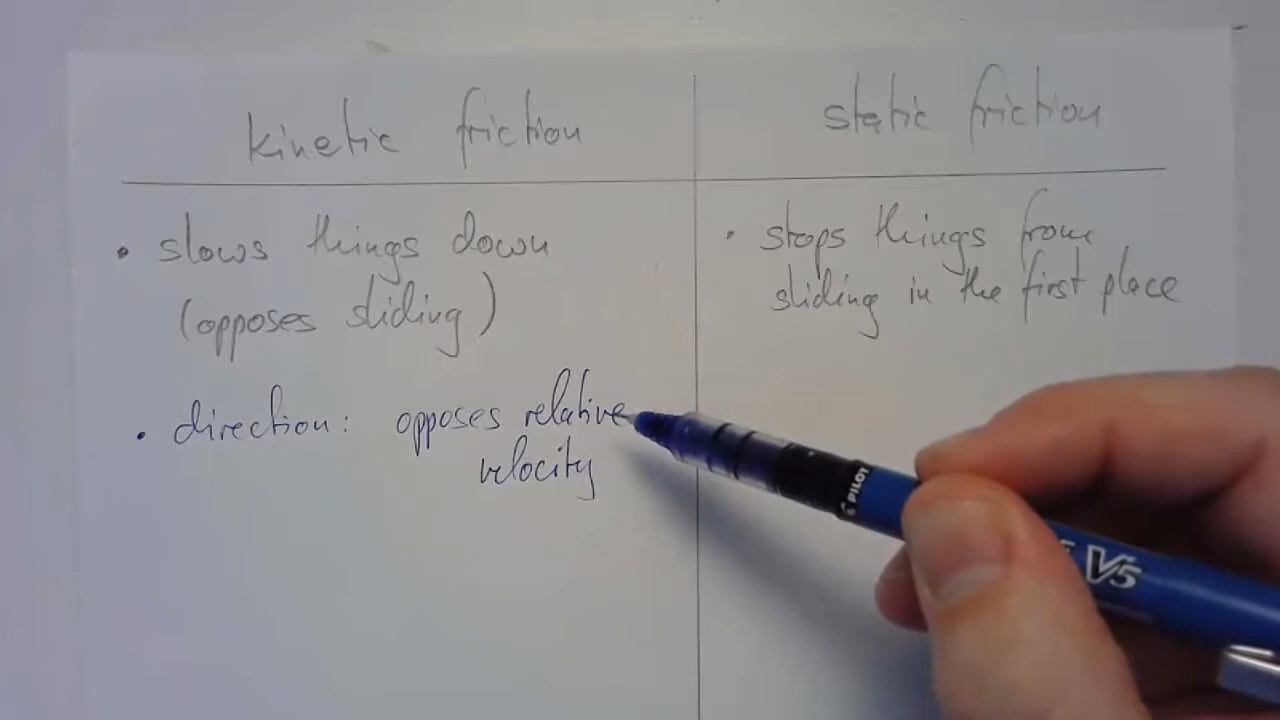 kinetic friction
static friction
• slows things down
(opposes sliding)
• direction: opposes relative
velocity
• stops things from
sliding in the first place
PILOT
V5